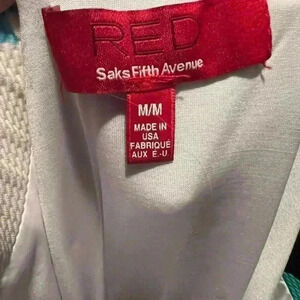 RED
Saks Fifth Avenue
M/M
MADE IN
USA
FABRIQUE
AUX E.-U